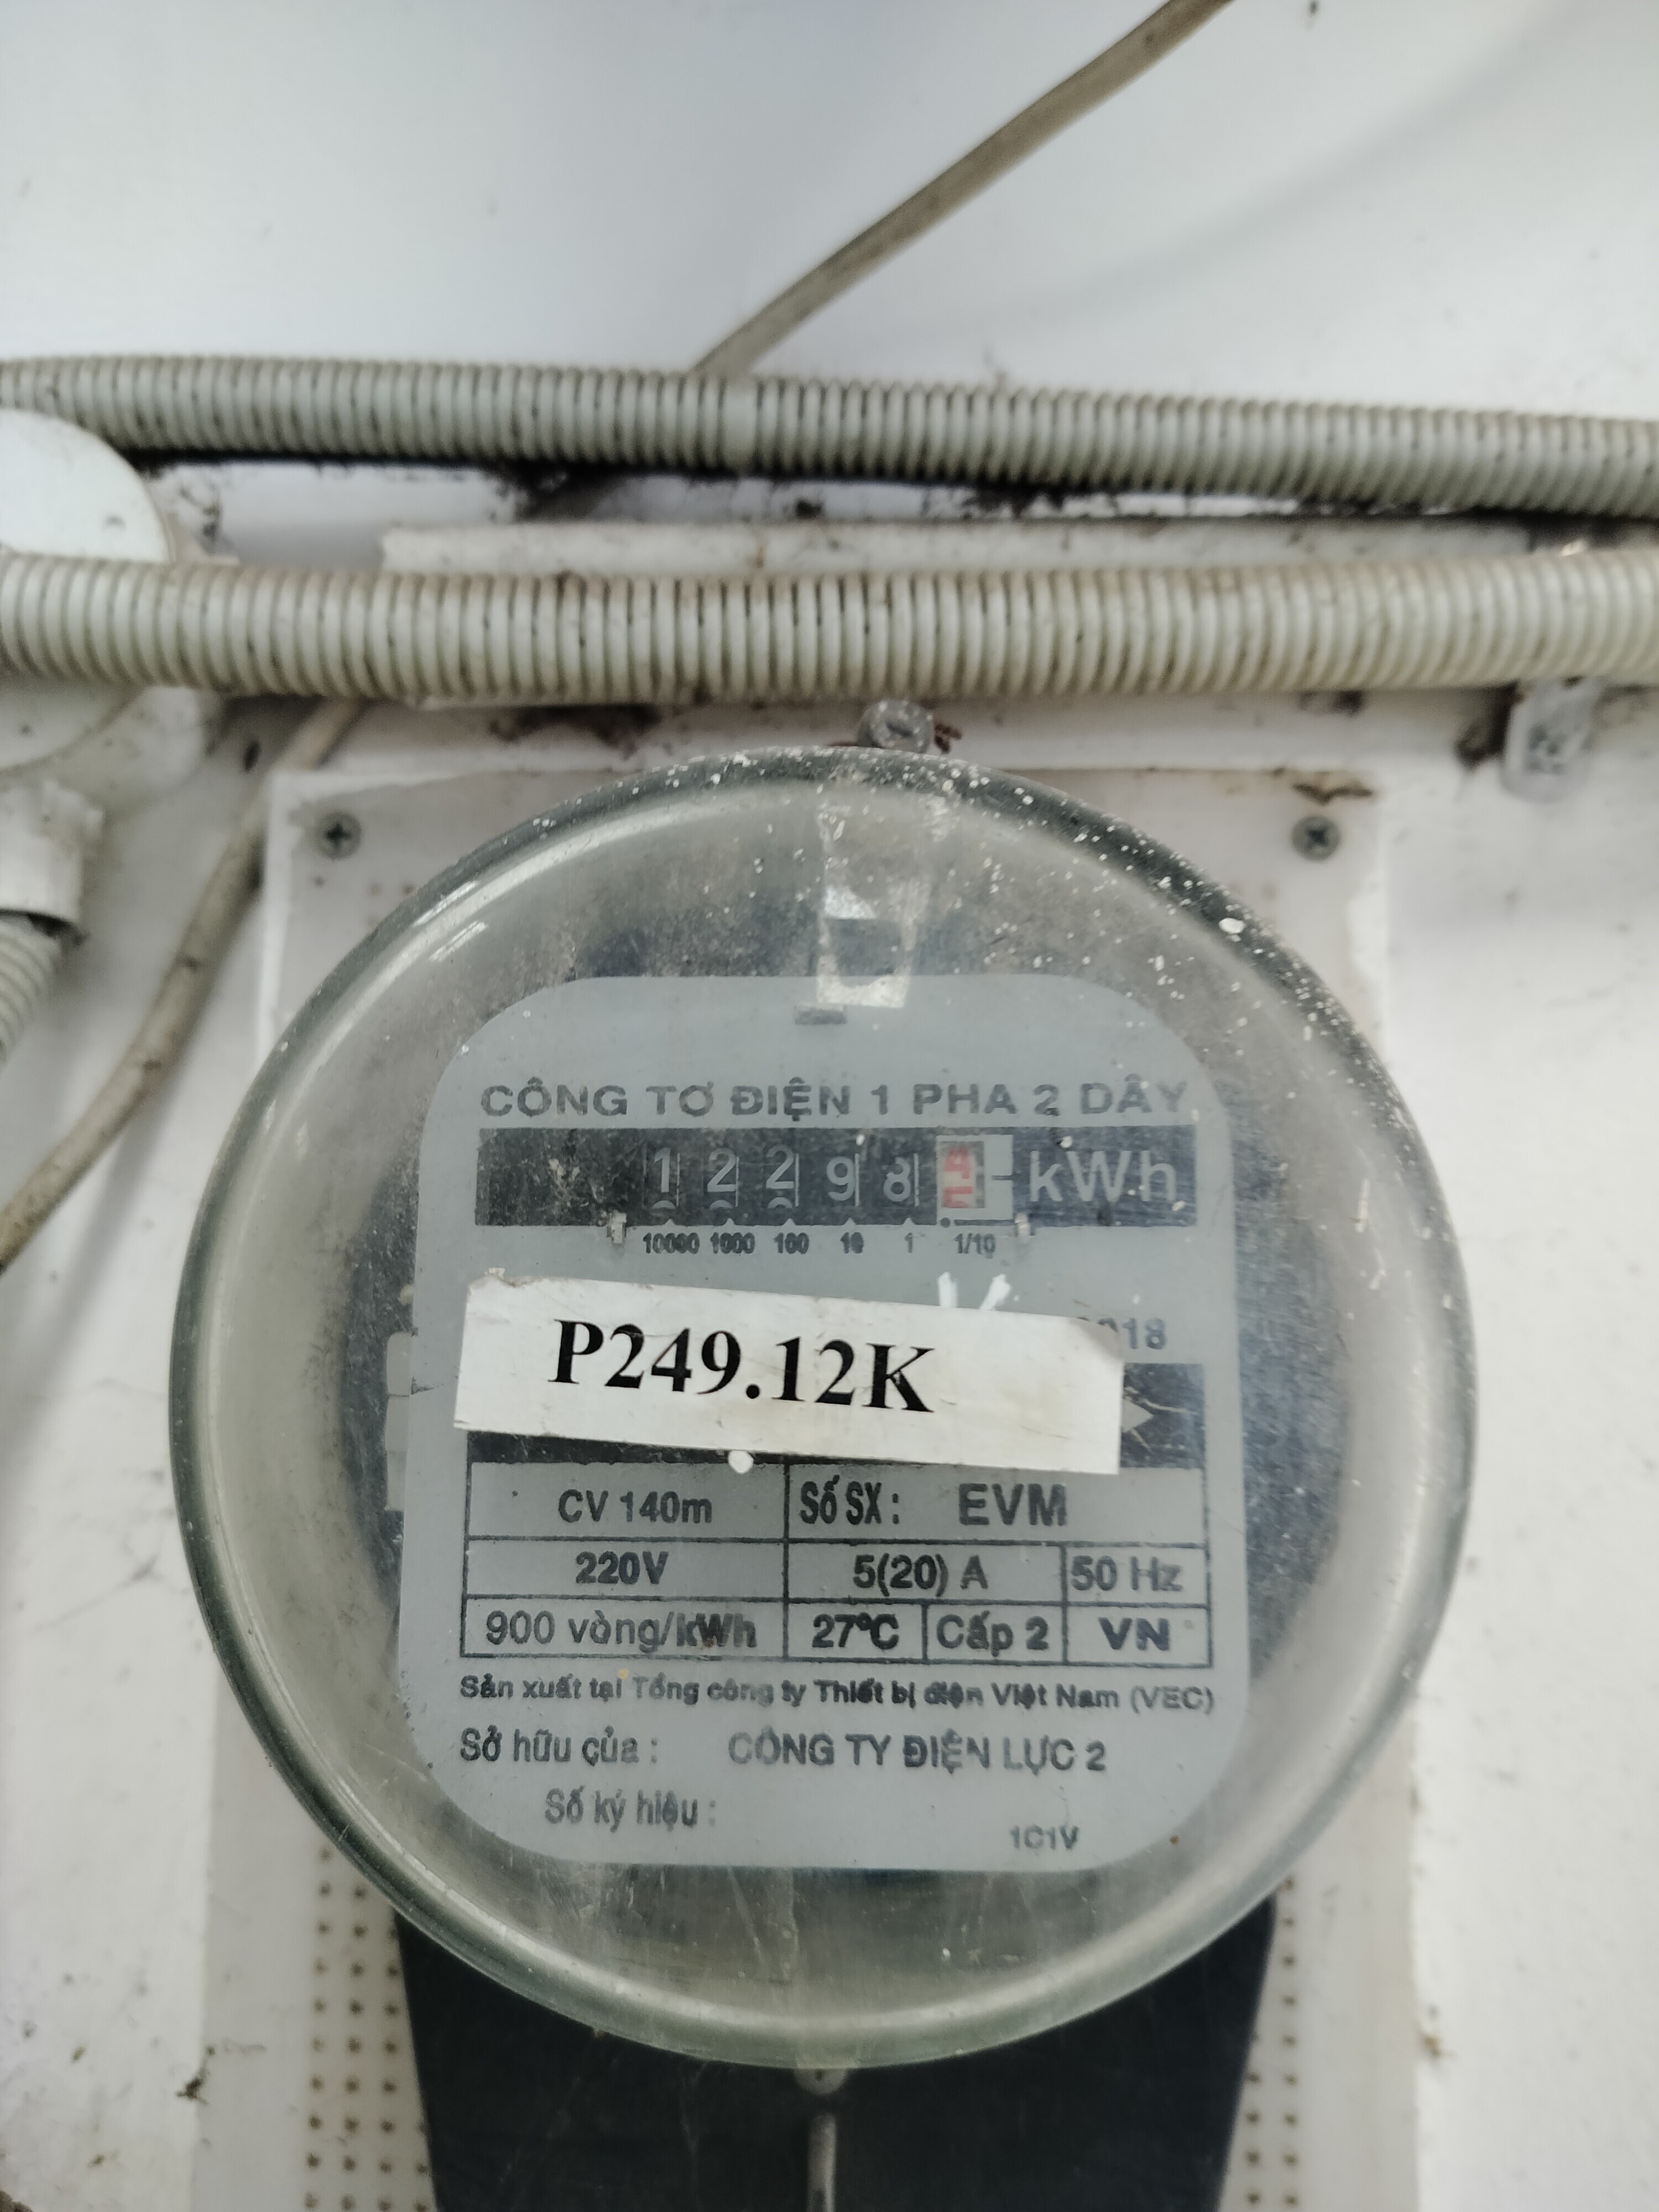 CÔNG TƠ ĐIỆN 1 PHA 2 DÂY
1 2 2 9 8 4 kWh
10000 1000 100 10 1 1/10
P249.12K
CV 140m Số SX : EVM
220V 5(20) A 50 Hz
900 vòng/kWh 27°C Cấp 2 VN
Sản xuất tại Tổng công ty Thiết bị điện Việt Nam (VEC)
Sở hữu của : CÔNG TY ĐIỆN LỰC 2
Số ký hiệu :
1C1V